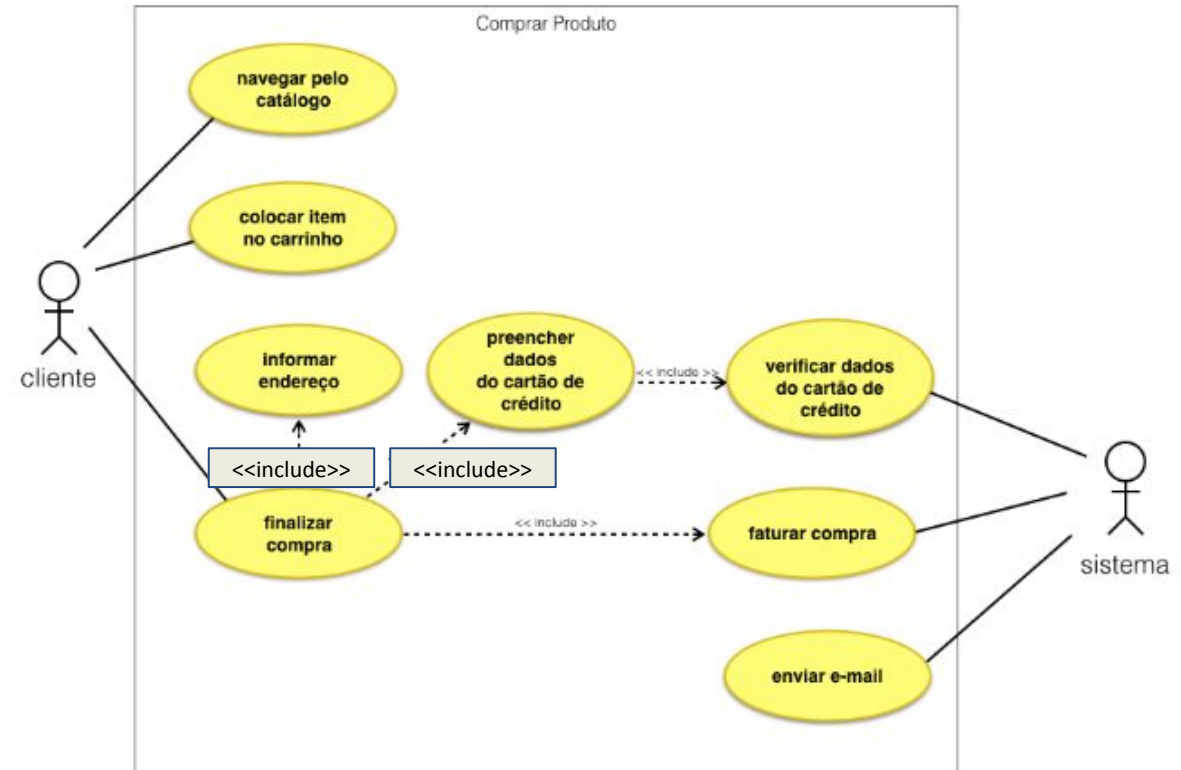 Comprar Produto
navegar pelo
catálogo
colocar item
no carrinho
cliente
informar
endereço
preencher
dados
do cartão de
crédito
<< include >>
verificar dados
do cartão de
crédito
<<include>>
<<include>>
finalizar
compra
<< include >>
faturar compra
sistema
enviar e-mail